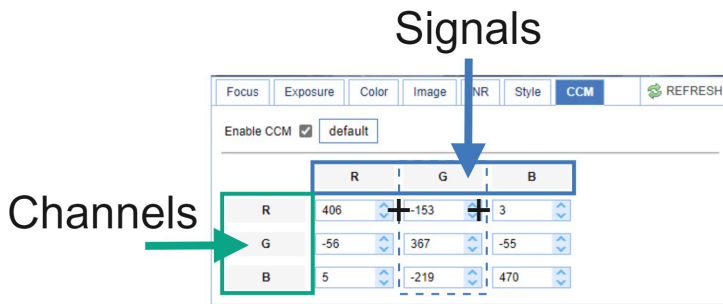 Signals
Focus Exposure Color Image NR Style CCM REFRESH
Enable CCM default
R G B
Channels
R 406 + -153 + 3
G -56 367 -55
B 5 -219 470